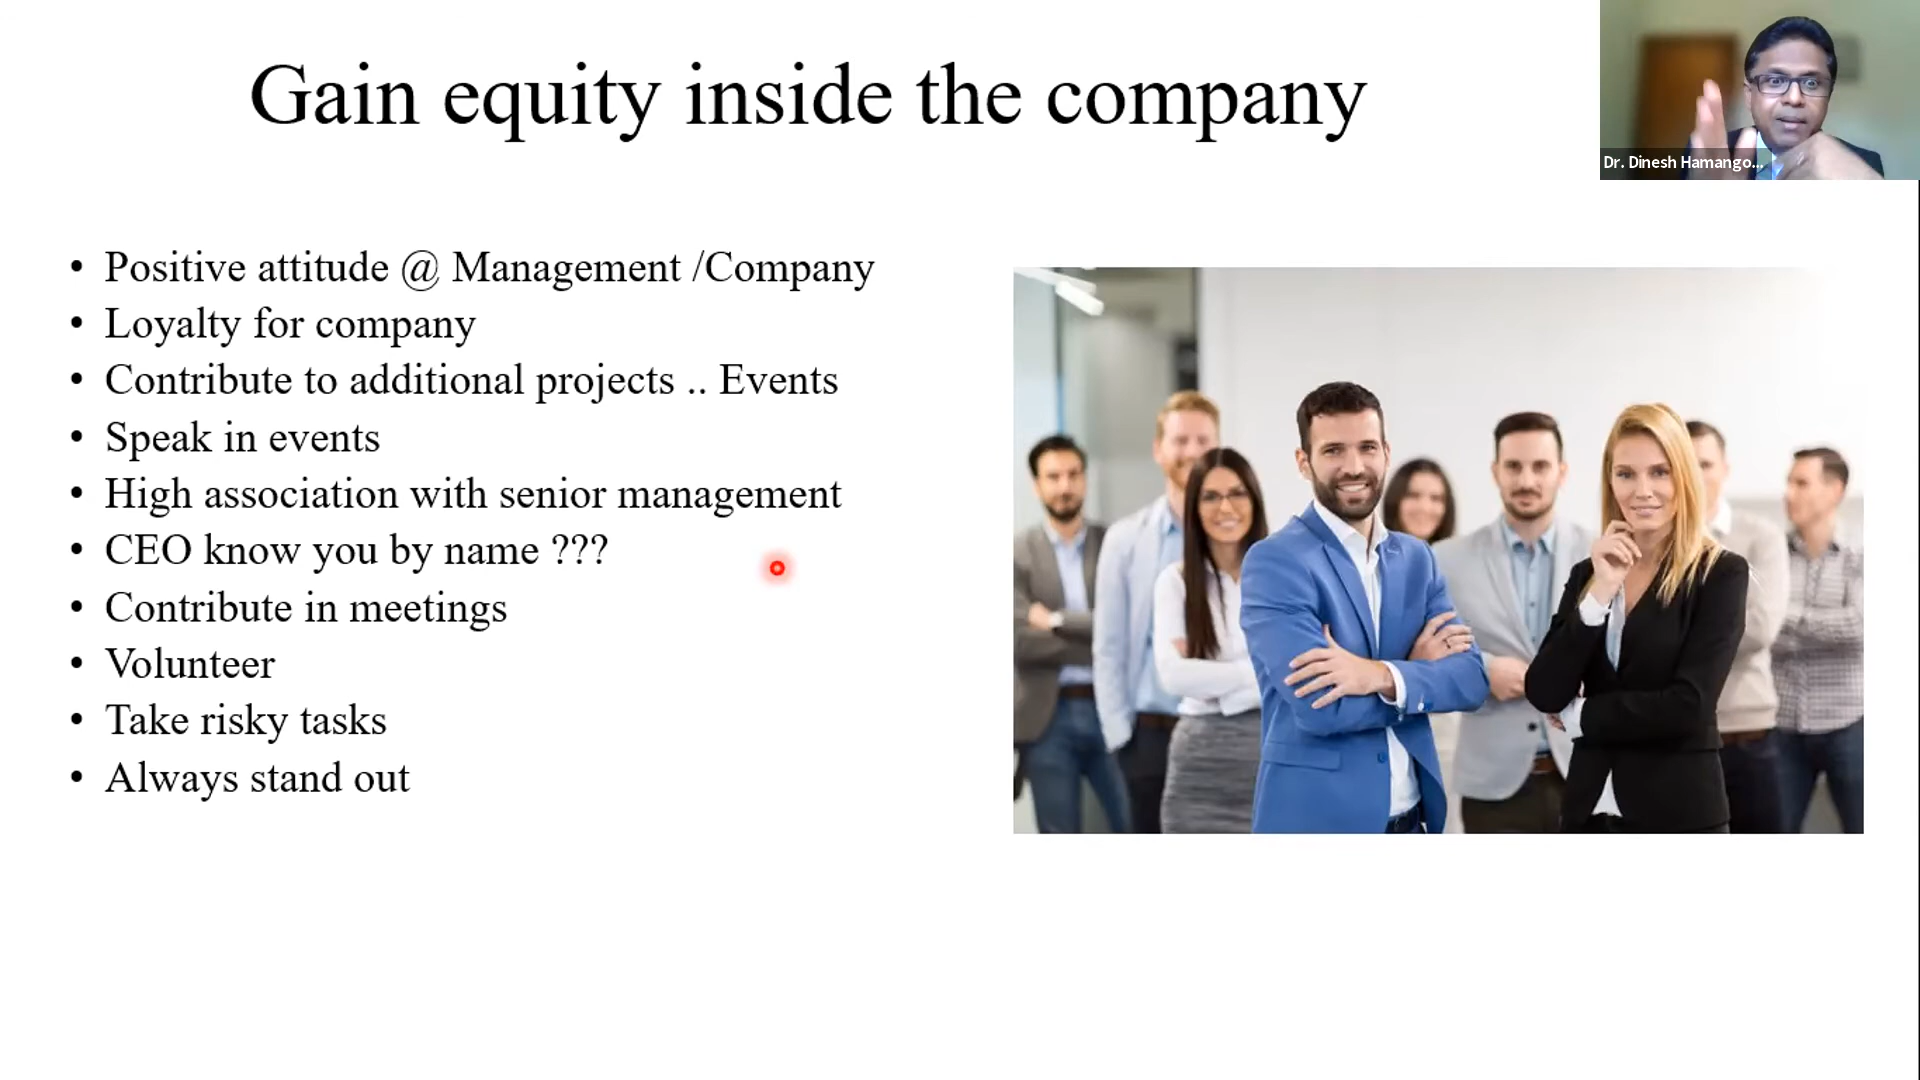 Gain equity inside the company
Dr. Dinesh Hamango...
• Positive attitude @ Management /Company
• Loyalty for company
• Contribute to additional projects .. Events
• Speak in events
• High association with senior management
• CEO know you by name ???
• Contribute in meetings
• Volunteer
• Take risky tasks
• Always stand out